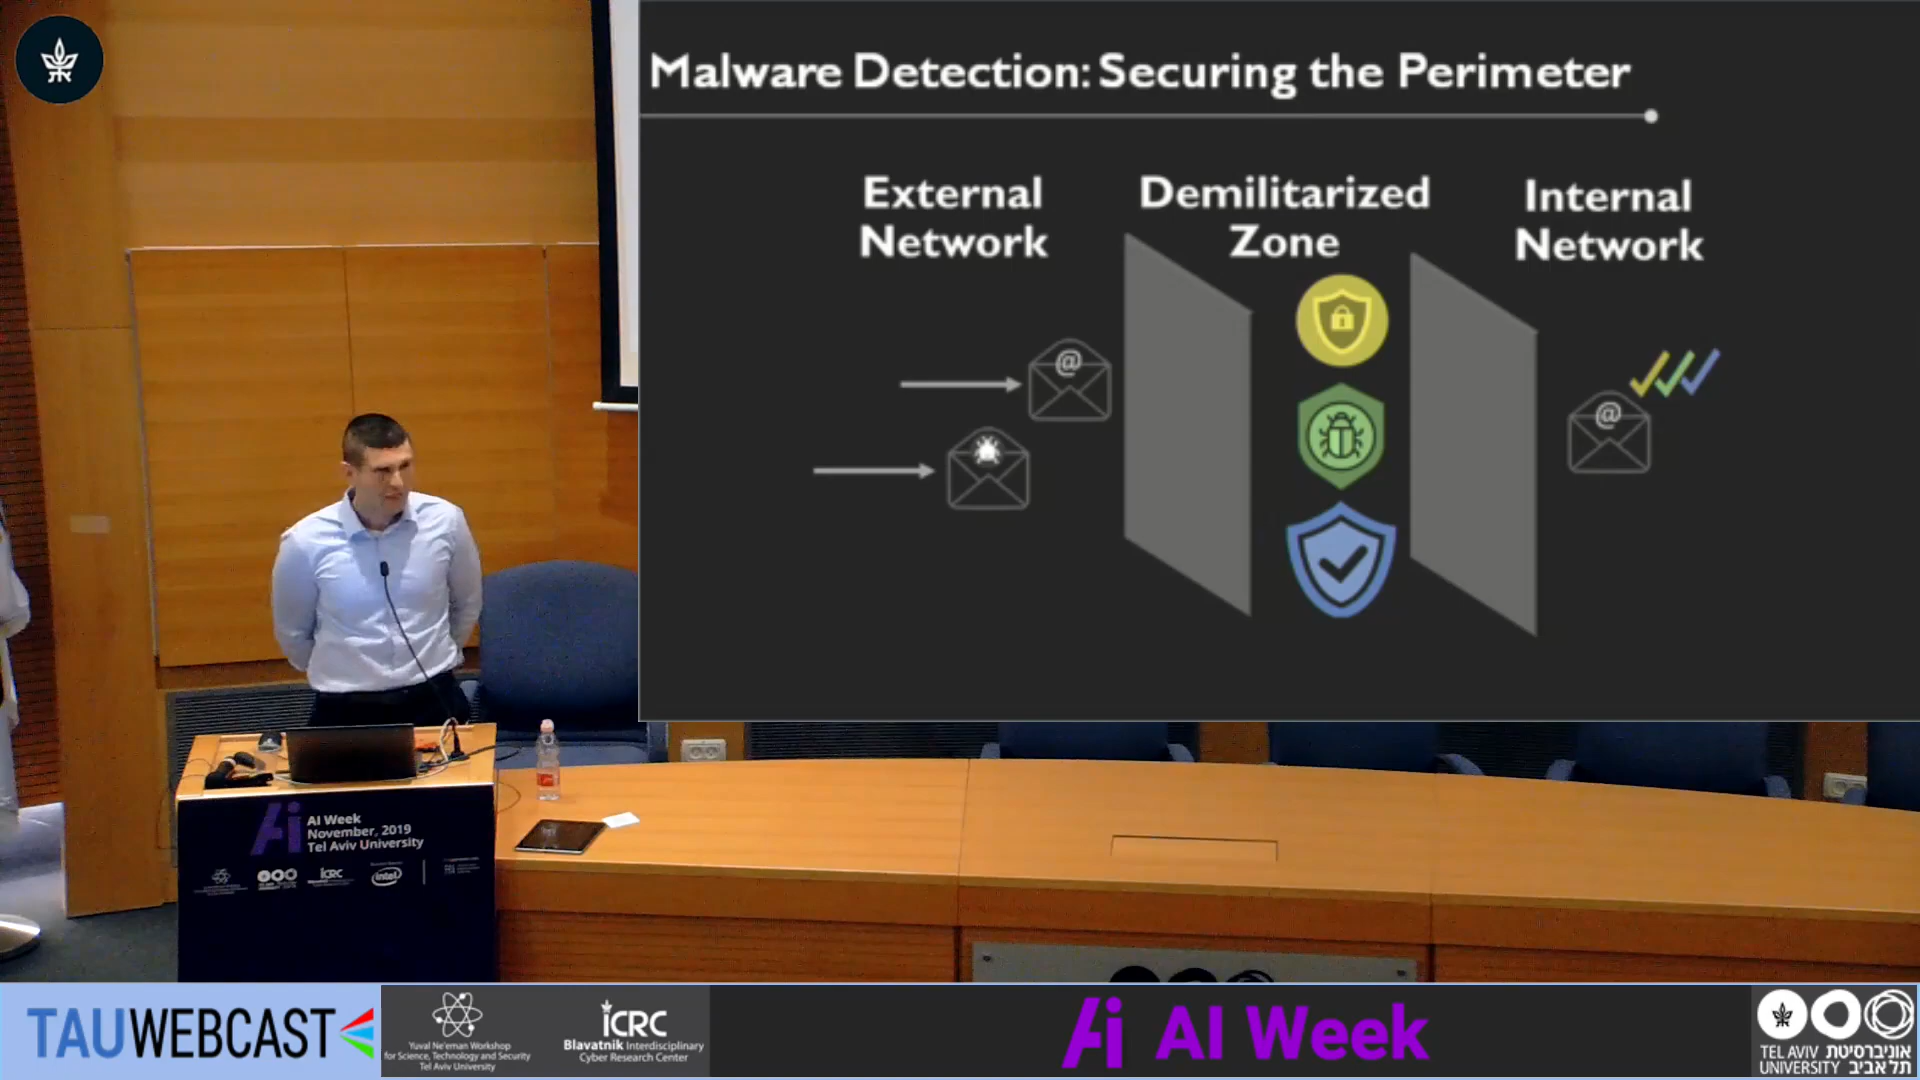 Malware Detection: Securing the Perimeter
External
Network
Demilitarized
Zone
Internal
Network
@
@
AI Week
November, 2019
Tel Aviv University
iCRC
intel
TAUWEBCAST
Yuval Ne'eman Workshop
for Science, Technology and Security
Tel Aviv University
iCRC
Blavatnik Interdisciplinary
Cyber Research Center
Ai AI Week
TEL AVIV אוניברסיטת
UNIVERSITY תל אביב